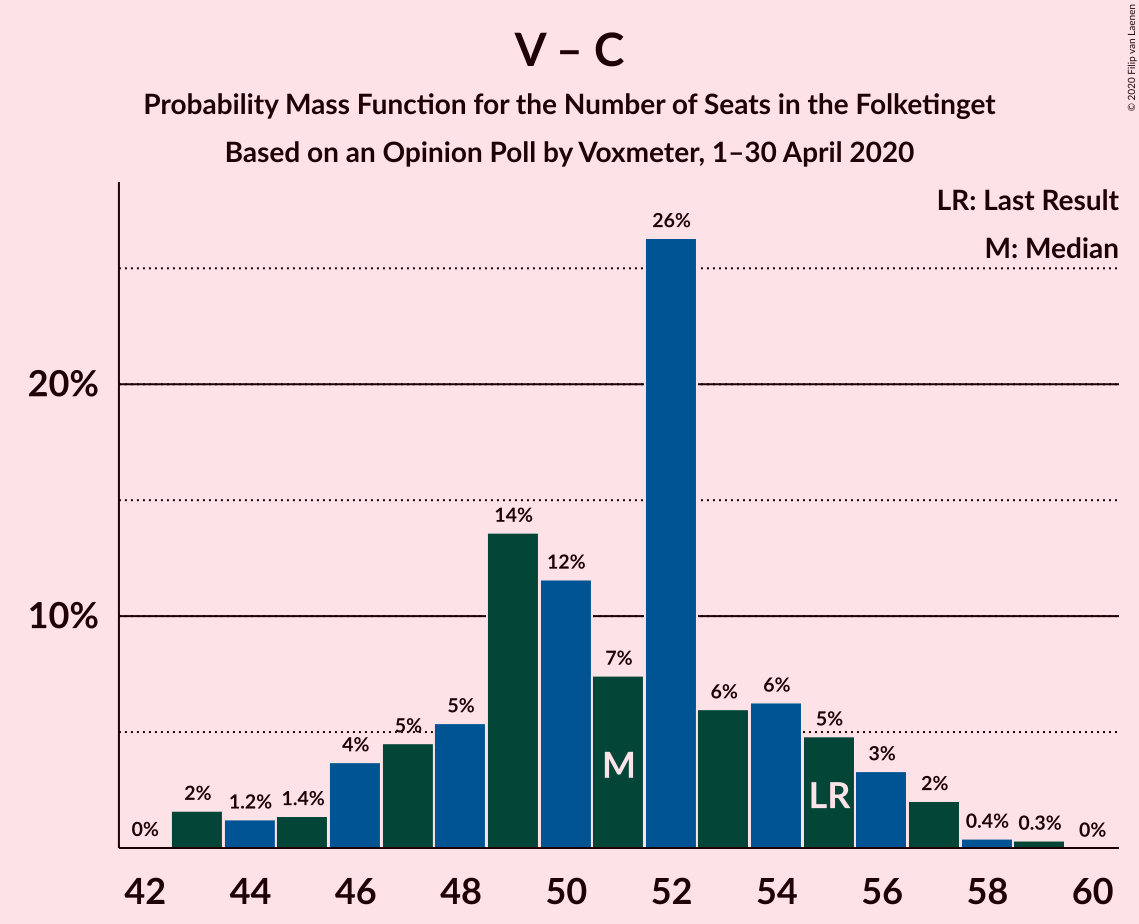 V – C
Probability Mass Function for the Number of Seats in the Folketinget
Based on an Opinion Poll by Voxmeter, 1–30 April 2020
© 2020 Filip van Laenen
LR: Last Result
M: Median
20%
10%
0%
2%
1.2%
1.4%
4%
5%
5%
14%
12%
7%
26%
6%
6%
5%
3%
2%
0.4%
0.3%
0%
M
LR
42 44 46 48 50 52 54 56 58 60